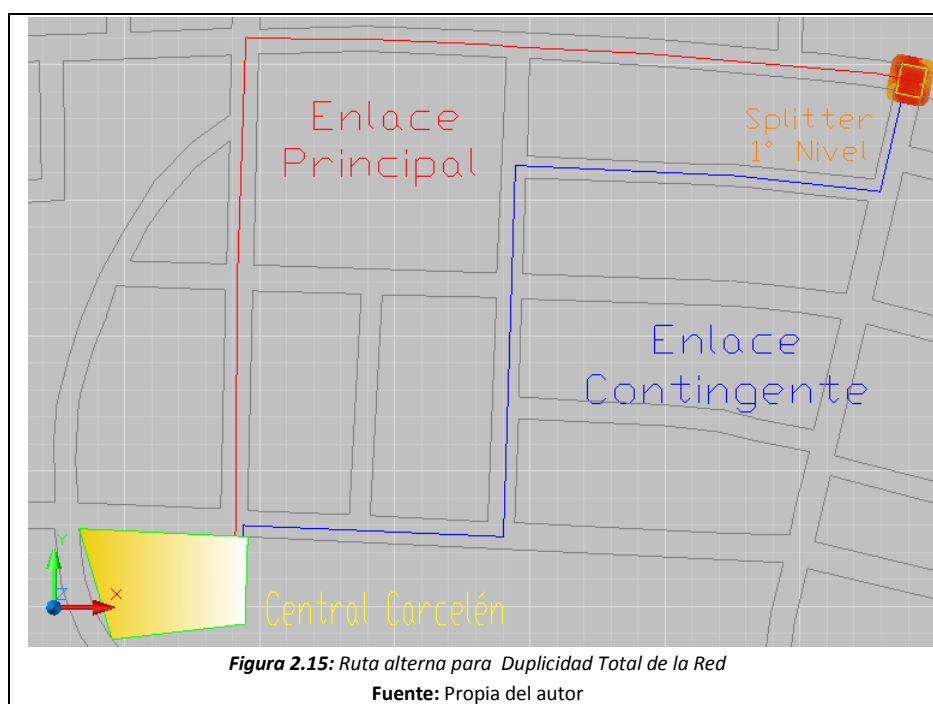 Enlace
Principal
Splitter
1° Nivel
Enlace
Contingente
Y
Z
X
Central Carcelén
Figura 2.15: Ruta alterna para Duplicidad Total de la Red
Fuente: Propia del autor